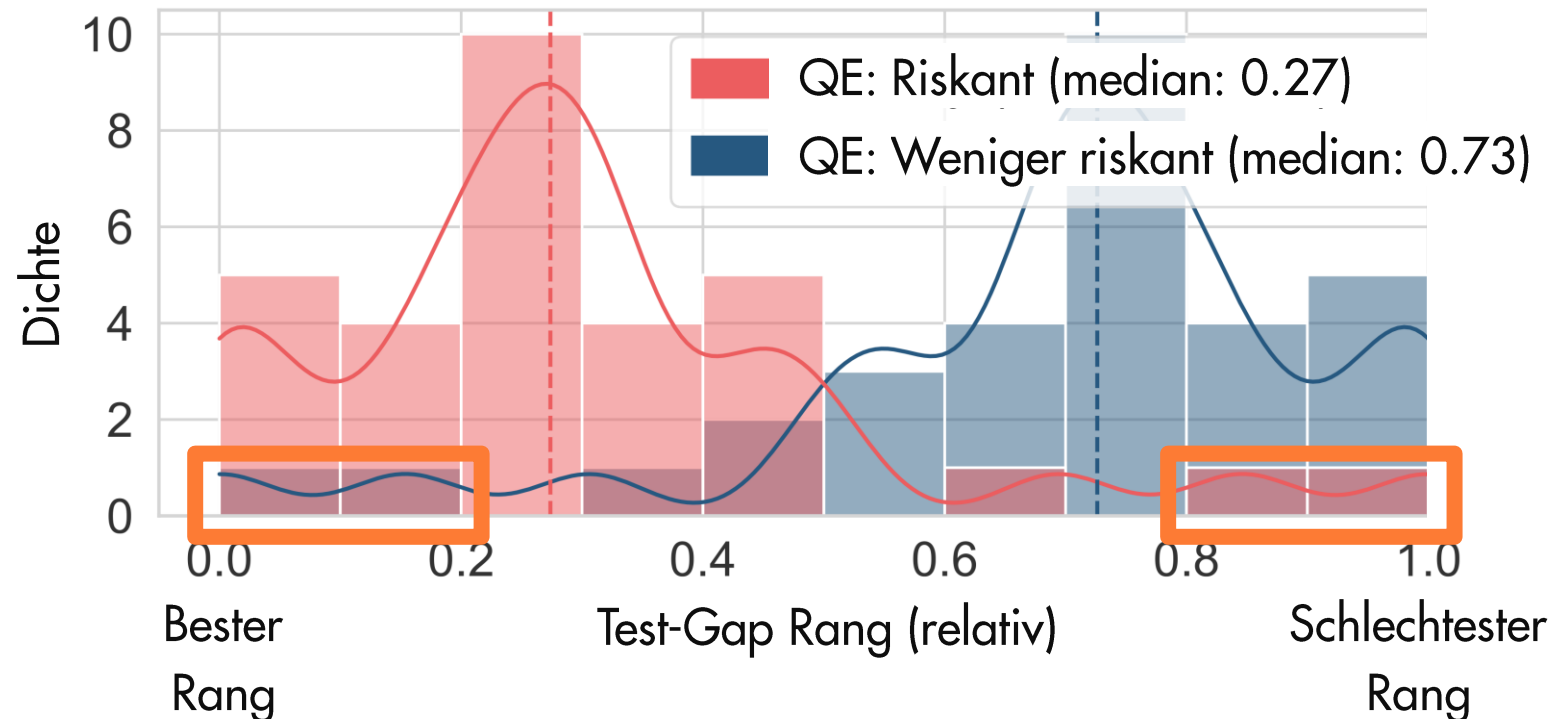 10
8
6
4
2
0
Dichte
QE: Riskant (median: 0.27)
QE: Weniger riskant (median: 0.73)
0.0 0.2 0.4 0.6 0.8 1.0
Bester Rang
Test-Gap Rang (relativ)
Schlechtester Rang